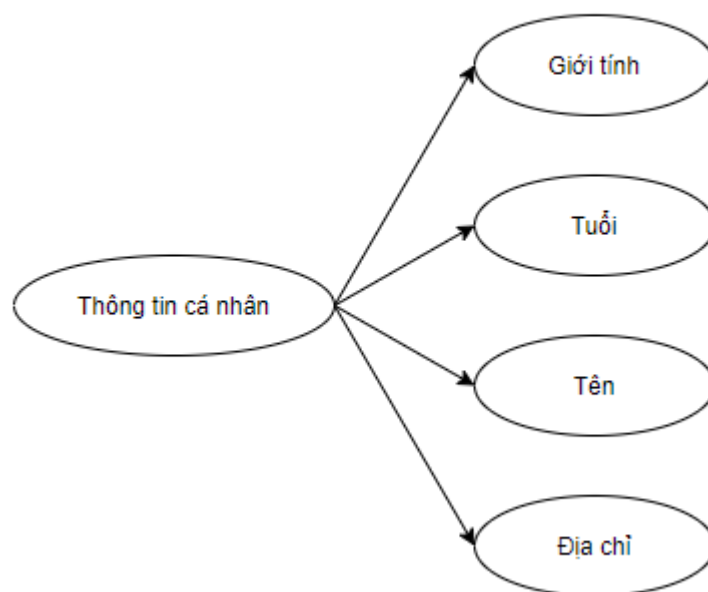 Giới tính
Tuổi
Thông tin cá nhân
Tên
Địa chỉ